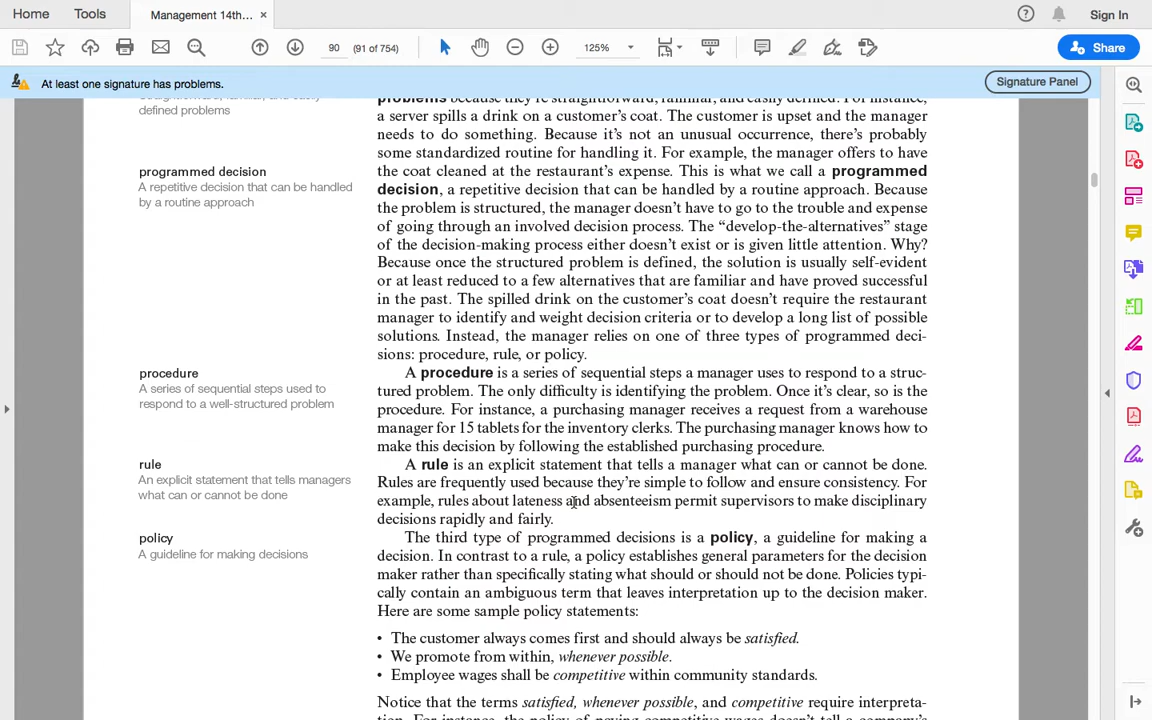 Home
Tools
Management 14th...
×
Sign In
90
(91 of 754)
125%
Share
At least one signature has problems.
Signature Panel
straightforward, familiar, and easily
defined problems
programmed decision
A repetitive decision that can be handled
by a routine approach
procedure
A series of sequential steps used to
respond to a well-structured problem
rule
An explicit statement that tells managers
what can or cannot be done
policy
A guideline for making decisions
problems because they're straightforward, familiar, and easily defined. For instance,
a server spills a drink on a customer's coat. The customer is upset and the manager
needs to do something. Because it's not an unusual occurrence, there's probably
some standardized routine for handling it. For example, the manager offers to have
the coat cleaned at the restaurant's expense. This is what we call a programmed
decision, a repetitive decision that can be handled by a routine approach. Because
the problem is structured, the manager doesn't have to go to the trouble and expense
of going through an involved decision process. The “develop-the-alternatives” stage
of the decision-making process either doesn't exist or is given little attention. Why?
Because once the structured problem is defined, the solution is usually self-evident
or at least reduced to a few alternatives that are familiar and have proved successful
in the past. The spilled drink on the customer's coat doesn't require the restaurant
manager to identify and weight decision criteria or to develop a long list of possible
solutions. Instead, the manager relies on one of three types of programmed deci-
sions: procedure, rule, or policy.
A procedure is a series of sequential steps a manager uses to respond to a struc-
tured problem. The only difficulty is identifying the problem. Once it's clear, so is the
procedure. For instance, a purchasing manager receives a request from a warehouse
manager for 15 tablets for the inventory clerks. The purchasing manager knows how to
make this decision by following the established purchasing procedure.
A rule is an explicit statement that tells a manager what can or cannot be done.
Rules are frequently used because they're simple to follow and ensure consistency. For
example, rules about lateness and absenteeism permit supervisors to make disciplinary
decisions rapidly and fairly.
The third type of programmed decisions is a policy, a guideline for making a
decision. In contrast to a rule, a policy establishes general parameters for the decision
maker rather than specifically stating what should or should not be done. Policies typi-
cally contain an ambiguous term that leaves interpretation up to the decision maker.
Here are some sample policy statements:
• The customer always comes first and should always be satisfied.
• We promote from within, whenever possible.
• Employee wages shall be competitive within community standards.
Notice that the terms satisfied, whenever possible, and competitive require interpreta-
tion. For instance, the policy of paying competitive wages doesn't tell a company's